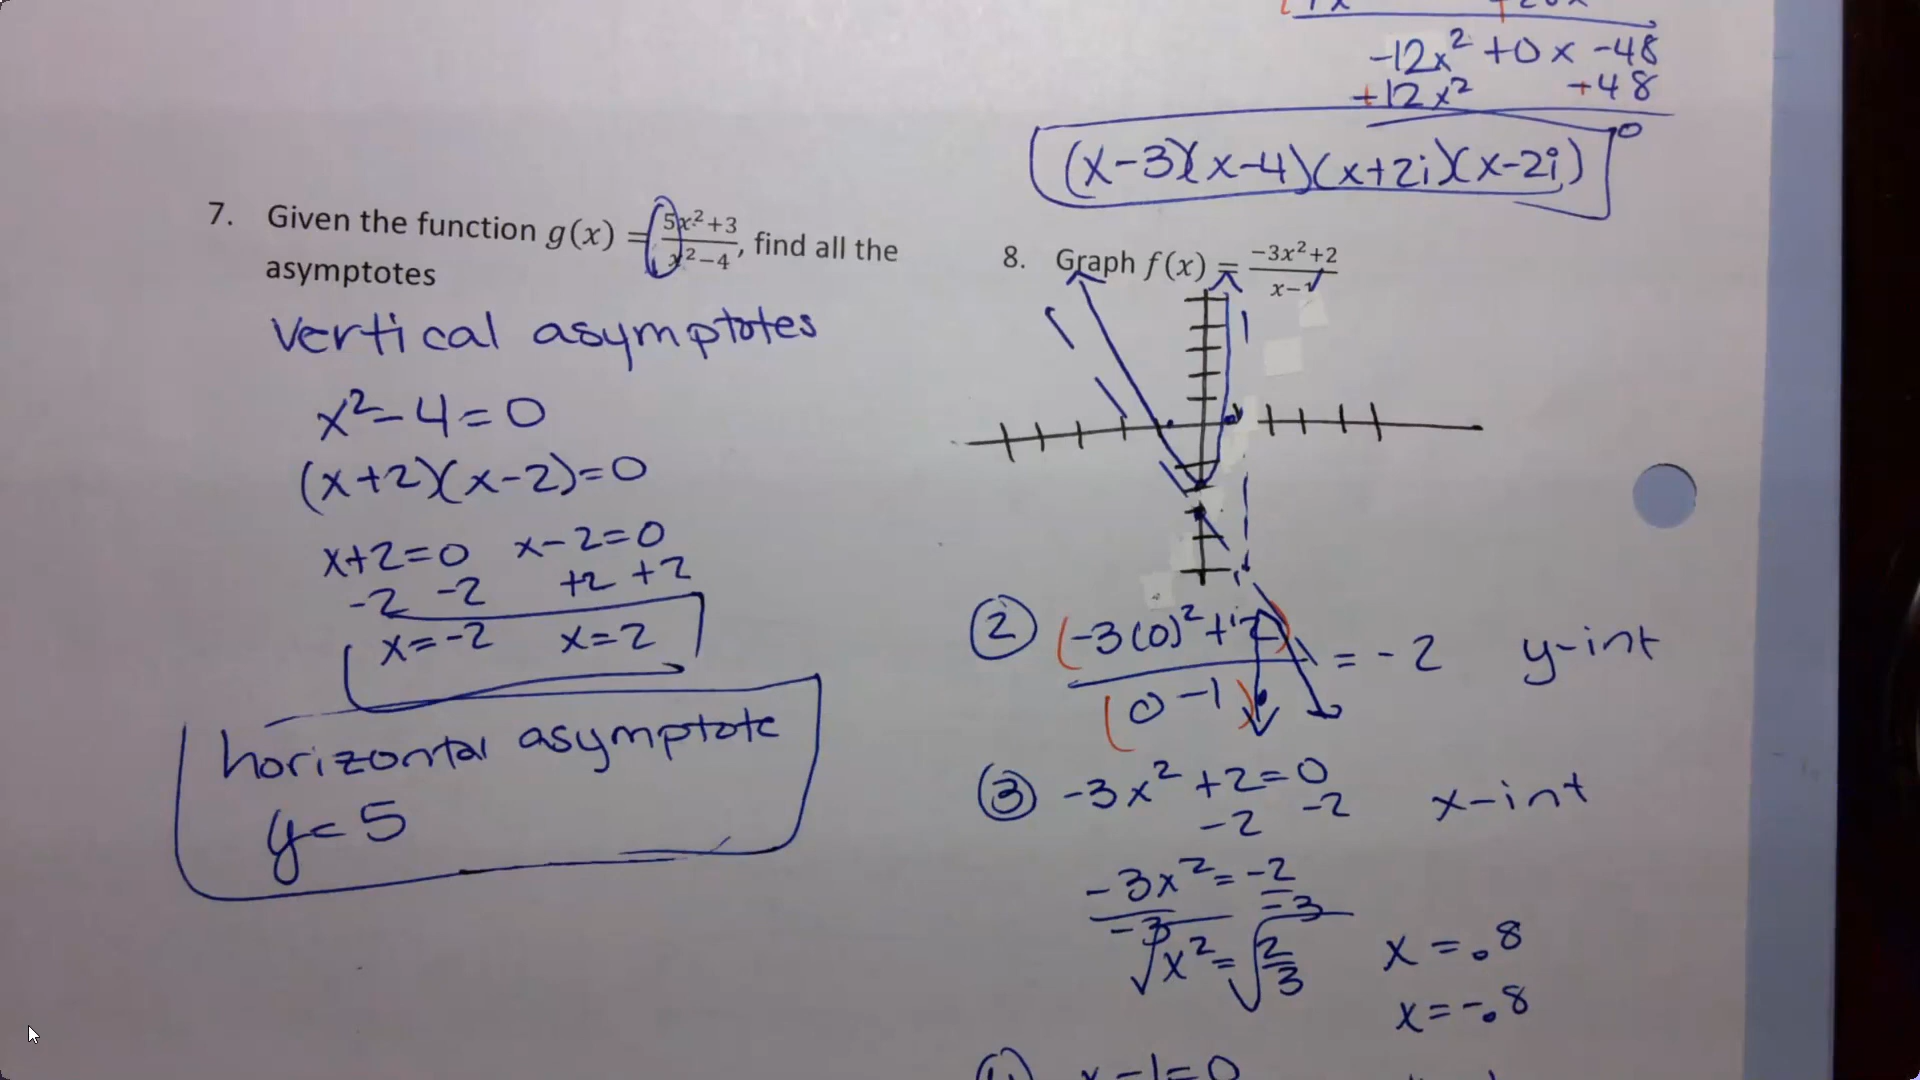 -12x² +0x -48
+12x² +48
0
(x-3)(x-4)(x+2i)(x-2i)
7. Given the function g(x) = (5x²+3)/(x²−4), find all the
asymptotes
vertical asymptotes
x²-4=0
(x+2)(x-2)=0
x+2=0 x-2=0
-2 -2 +2 +2
x=-2 x=2
horizontal asymptote
y=5
8. Graph f(x) = (−3x²+2)/(x−1)
② (-3(0)²+2)/(0-1) = -2 y-int
③ -3x²+2=0 x-int
-2 -2
-3x²=-2
-3 -3
√x²=√2/3 x=.8
x=-.8
④ x-1=0